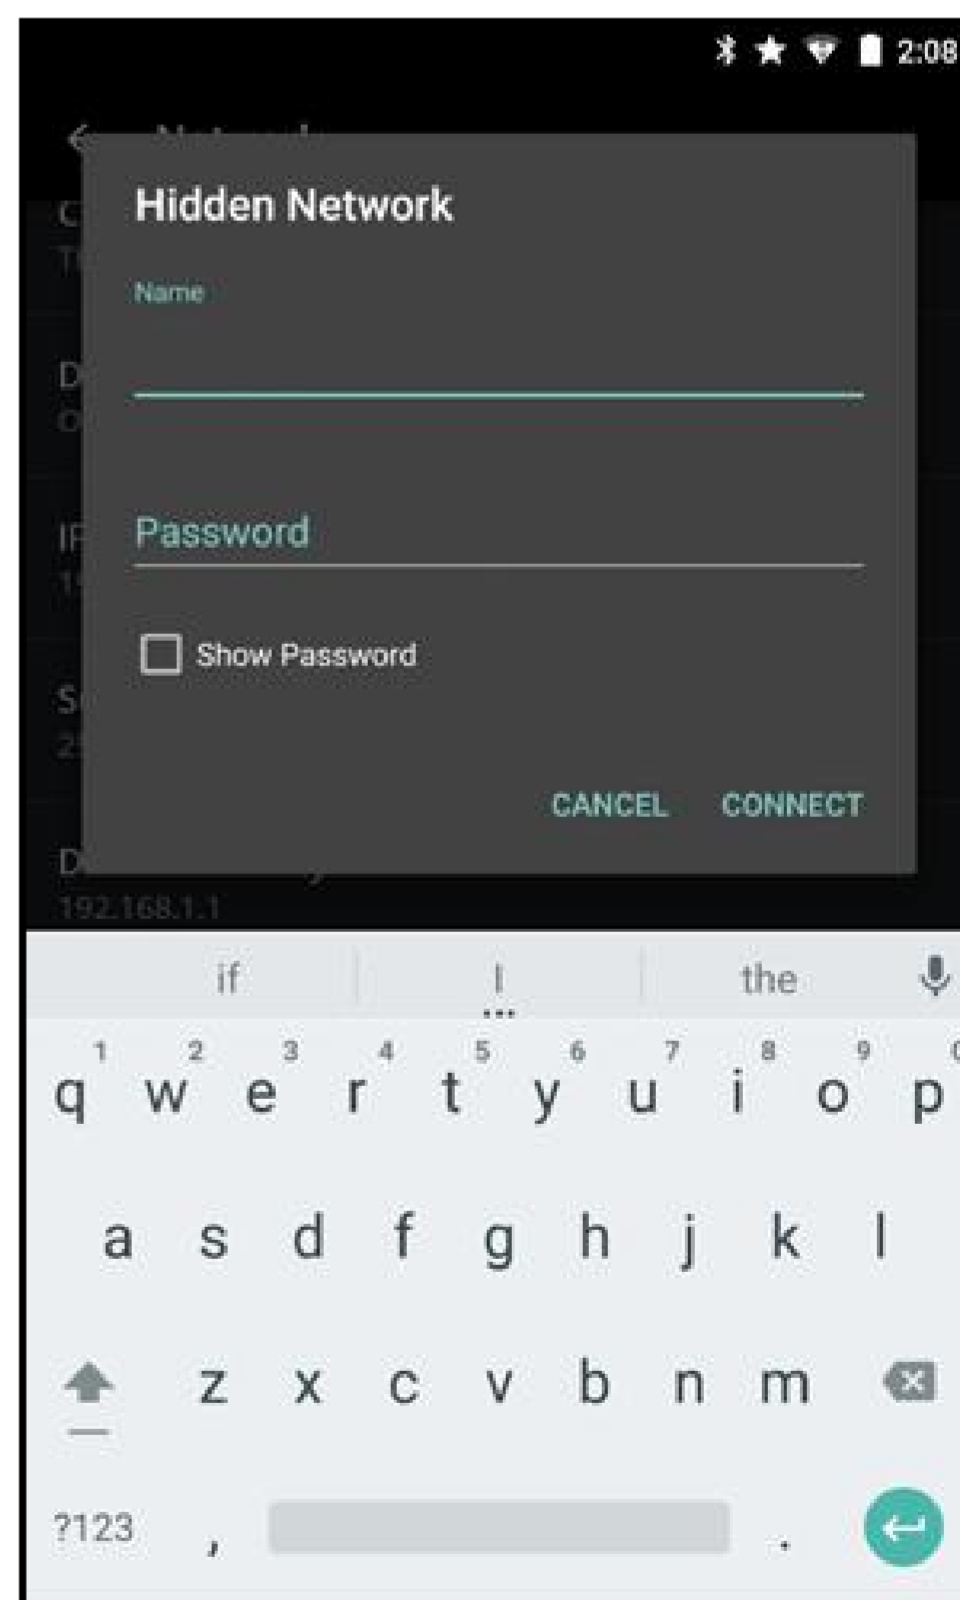 2:08
Hidden Network
Name
Password
Show Password
CANCEL CONNECT
192.168.1.1
if I the
1 2 3 4 5 6 7 8 9
q w e r t y u i o p
a s d f g h j k l
z x c v b n m
?123 , .